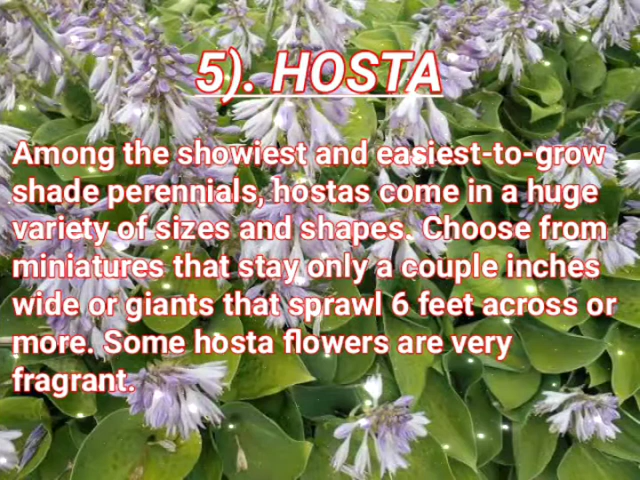 5). HOSTA
Among the showiest and easiest-to-grow
shade perennials, hostas come in a huge
variety of sizes and shapes. Choose from
miniatures that stay only a couple inches
wide or giants that sprawl 6 feet across or
more. Some hosta flowers are very
fragrant.